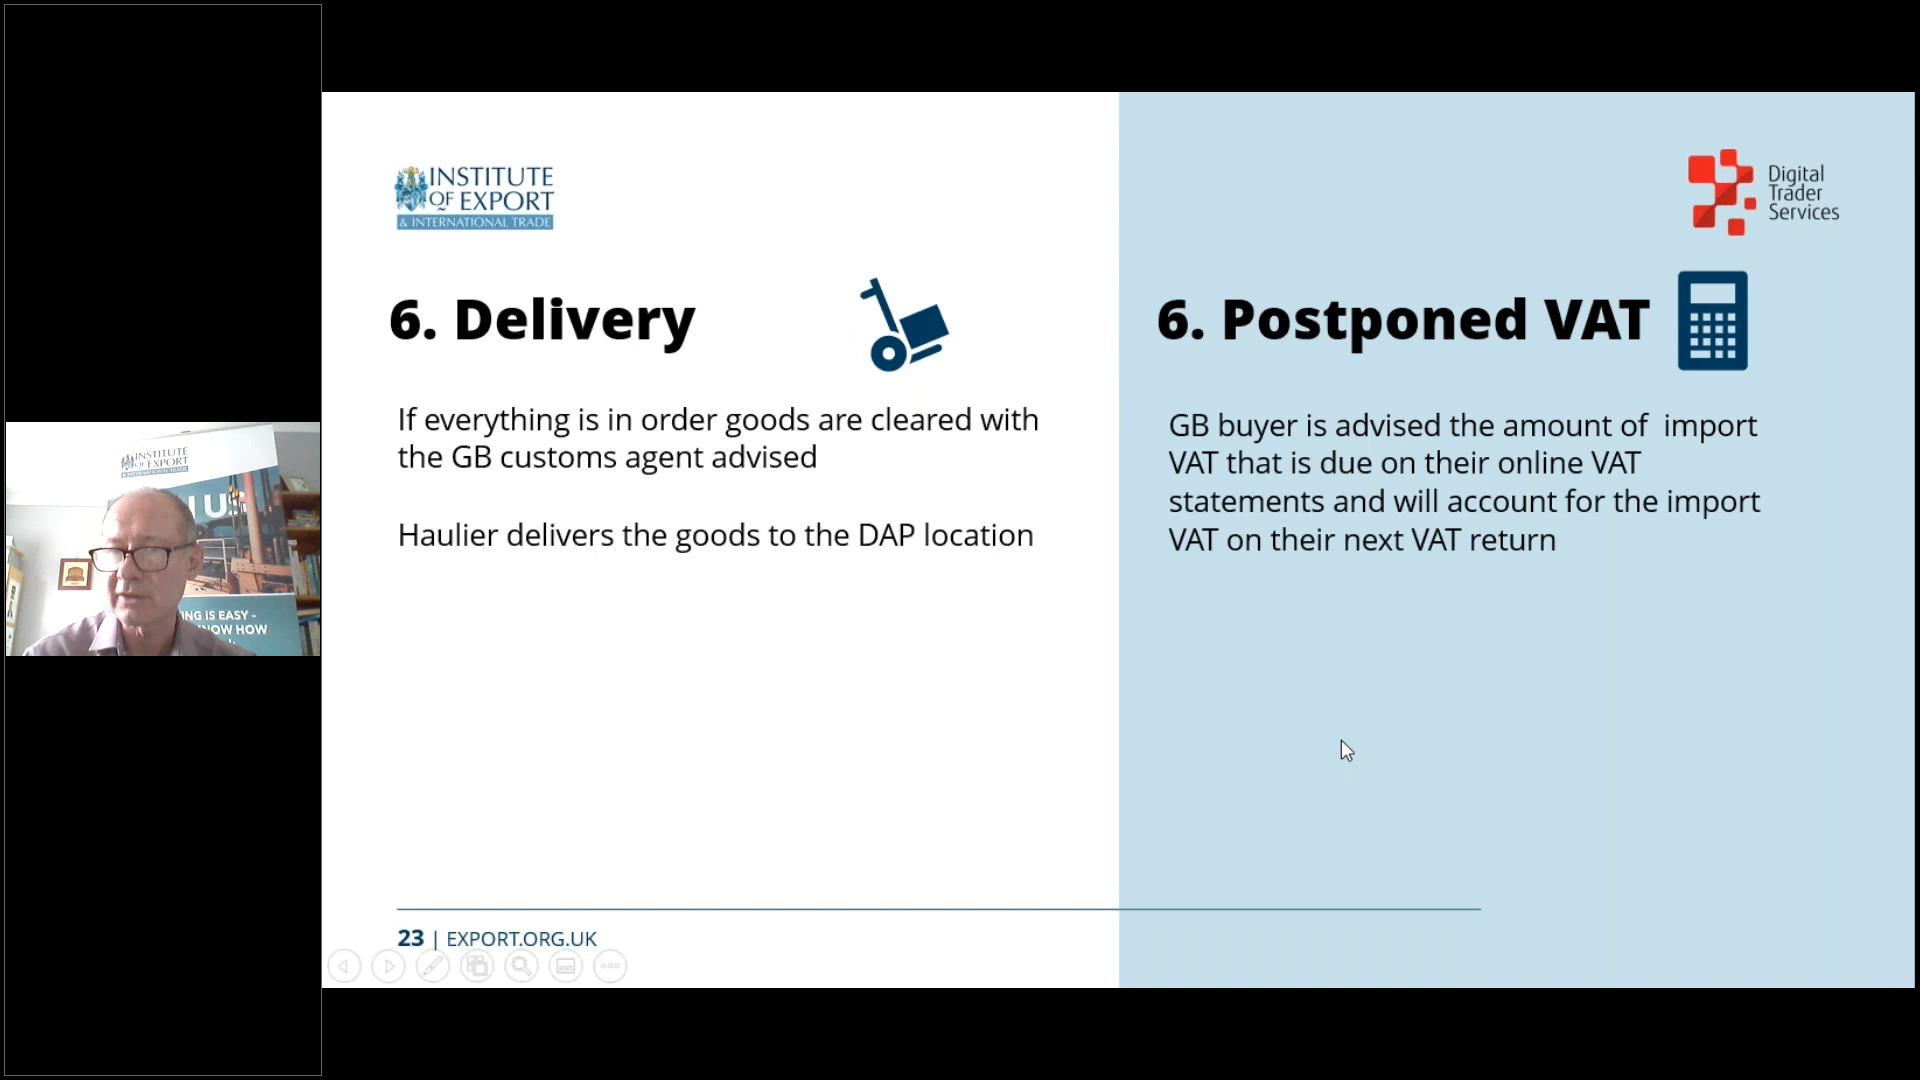 INSTITUTE
OF EXPORT
& INTERNATIONAL TRADE
Digital
Trader
Services
6. Delivery
If everything is in order goods are cleared with
the GB customs agent advised
Haulier delivers the goods to the DAP location
6. Postponed VAT
GB buyer is advised the amount of  import
VAT that is due on their online VAT
statements and will account for the import
VAT on their next VAT return
23 | EXPORT.ORG.UK
INSTITUTE
OF EXPORT
US
ING IS EASY -
NOW HOW